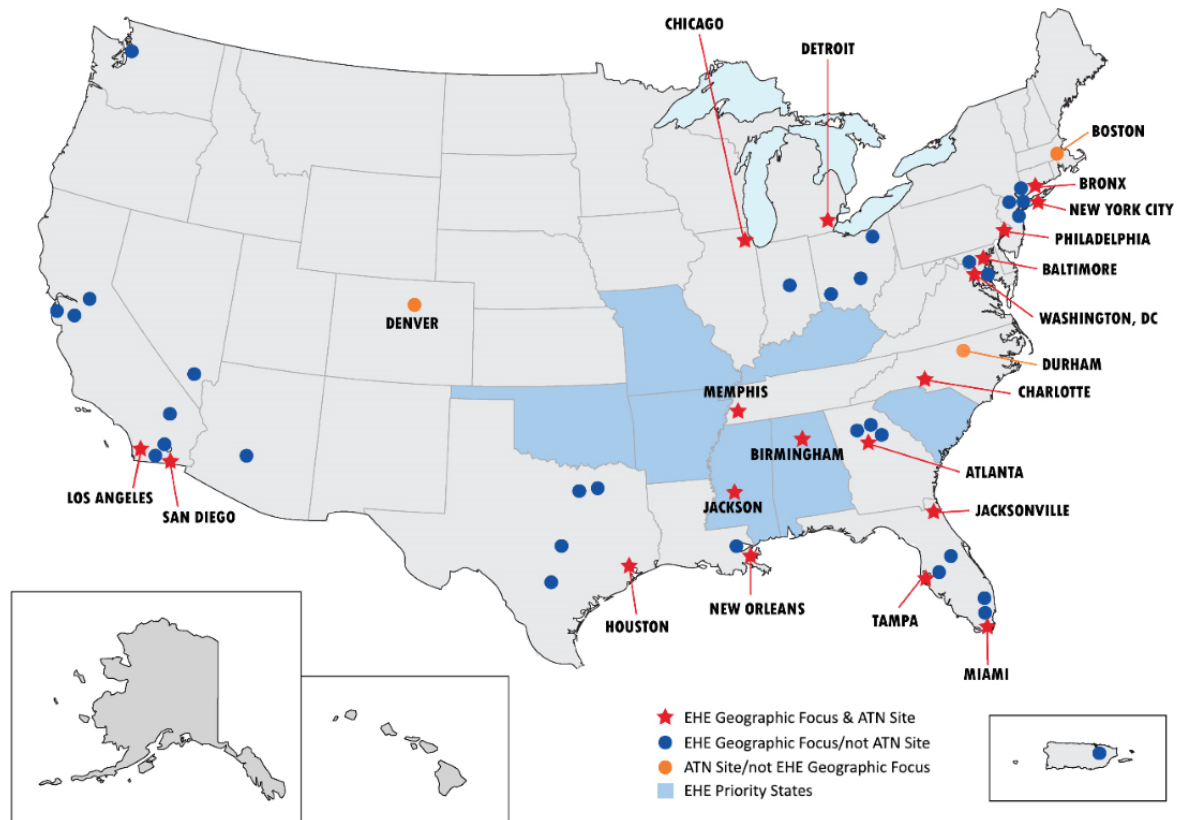 CHICAGO
DETROIT
BOSTON
BRONX
NEW YORK CITY
PHILADELPHIA
BALTIMORE
WASHINGTON, DC
DENVER
DURHAM
CHARLOTTE
MEMPHIS
BIRMINGHAM
ATLANTA
LOS ANGELES
SAN DIEGO
JACKSON
JACKSONVILLE
NEW ORLEANS
HOUSTON
TAMPA
MIAMI
EHE Geographic Focus & ATN Site
EHE Geographic Focus/not ATN Site
ATN Site/not EHE Geographic Focus
EHE Priority States